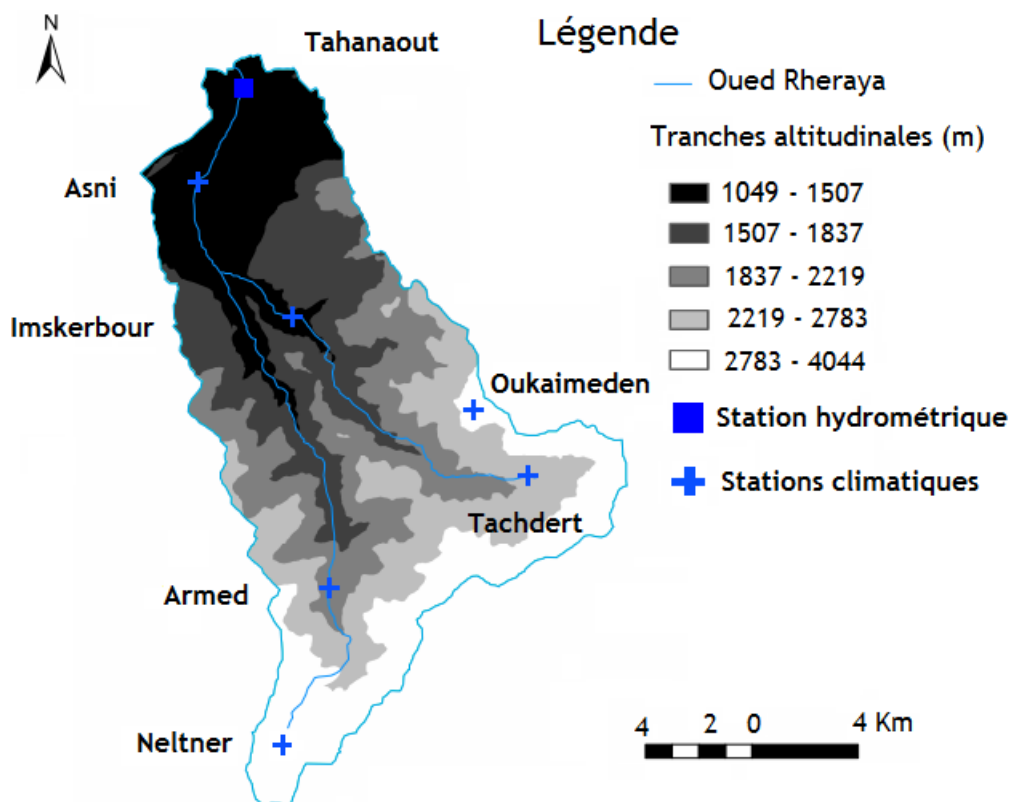 N
Tahanaout
Asni
Imskerbour
Oukaimeden
Tachdert
Armed
Neltner
Légende
Oued Rheraya
Tranches altitudinales (m)
1049 - 1507
1507 - 1837
1837 - 2219
2219 - 2783
2783 - 4044
Station hydrométrique
Stations climatiques
4 2 0 4 Km